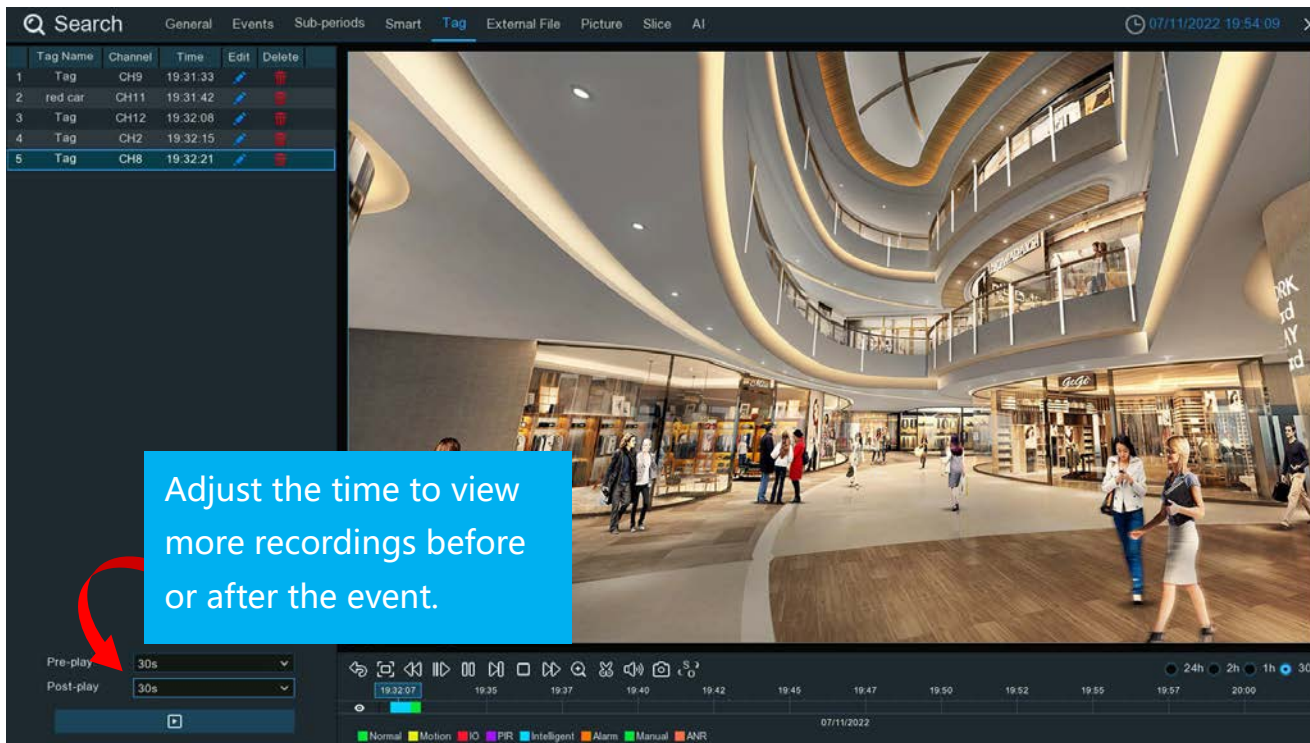 Search
General Events Sub-periods Smart Tag External File Picture Slice AI
07/11/2022 19:54:09
Tag Name Channel Time Edit Delete
1 Tag CH9 19:31:33
2 red car CH11 19:31:42
3 Tag CH12 19:32:08
4 Tag CH2 19:32:15
5 Tag CH8 19:32:21
GeGe
Adjust the time to view
more recordings before
or after the event.
Pre-play 30s
Post-play 30s
24h 2h 1h 30
19:32:07 19:35 19:37 19:40 19:42 19:45 19:47 19:50 19:52 19:55 19:57 20:00
07/11/2022
Normal Motion IO PIR Intelligent Alarm Manual ANR